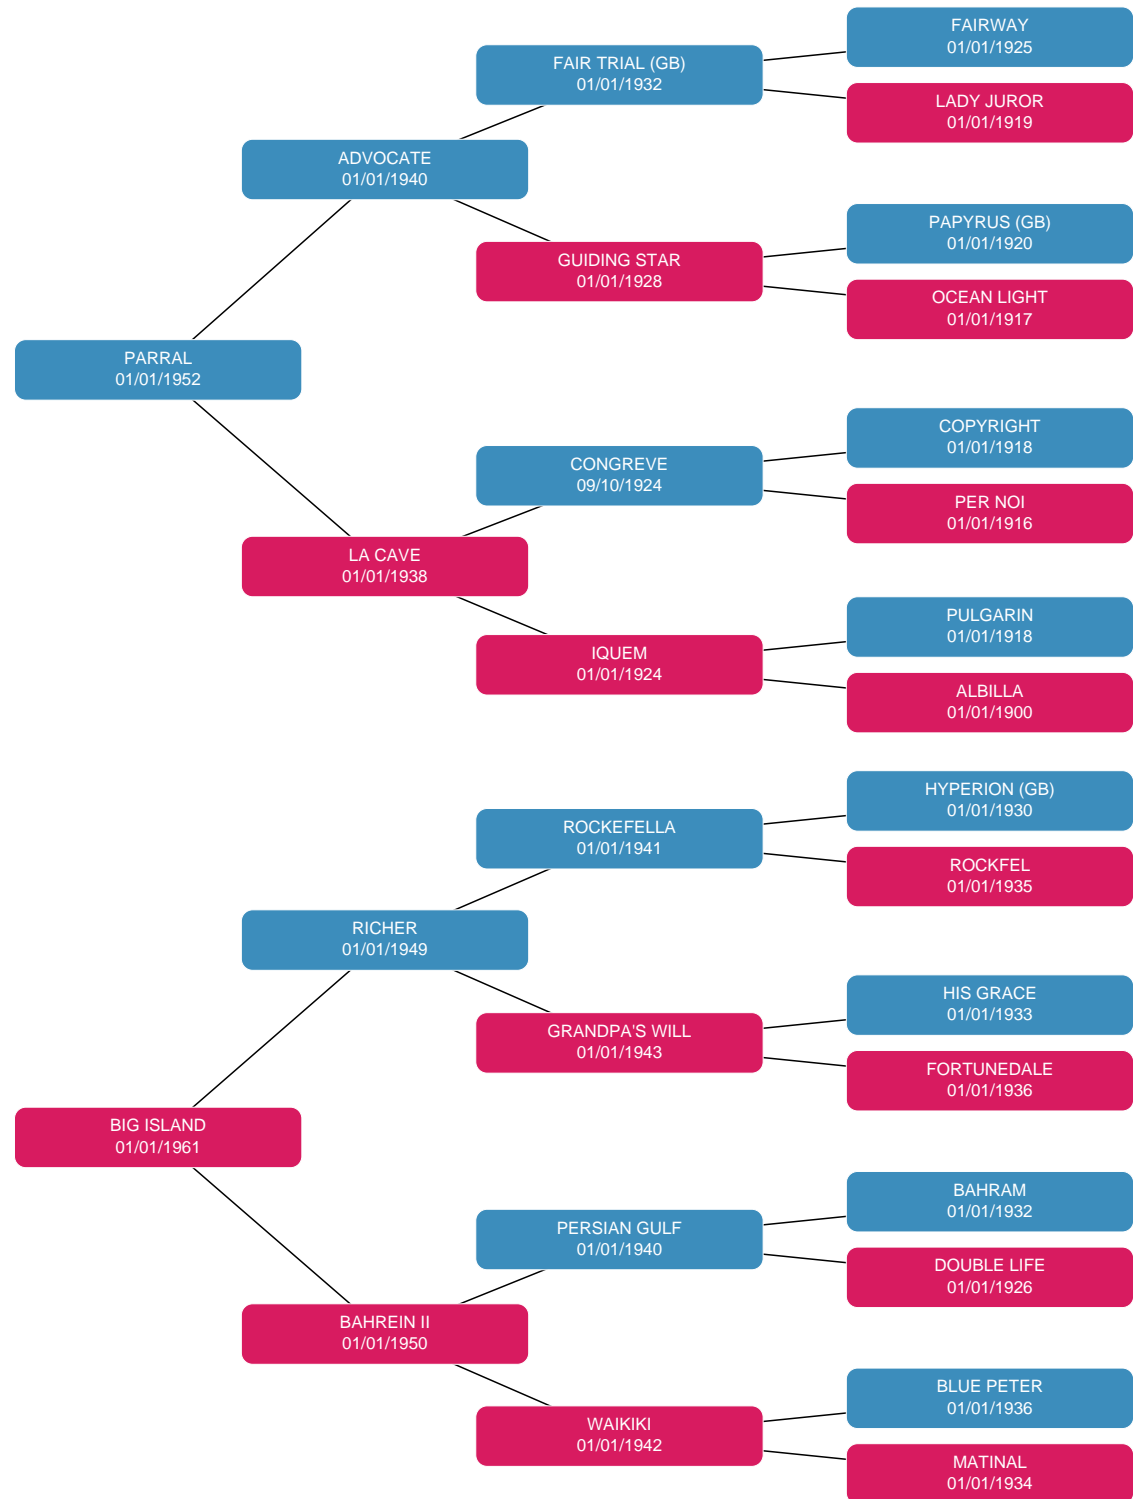 FAIRWAY
01/01/1925
FAIR TRIAL (GB)
01/01/1932
LADY JUROR
01/01/1919
ADVOCATE
01/01/1940
PAPYRUS (GB)
01/01/1920
GUIDING STAR
01/01/1928
OCEAN LIGHT
01/01/1917
PARRAL
01/01/1952
COPYRIGHT
01/01/1918
CONGREVE
09/10/1924
PER NOI
01/01/1916
LA CAVE
01/01/1938
PULGARIN
01/01/1918
IQUEM
01/01/1924
ALBILLA
01/01/1900
HYPERION (GB)
01/01/1930
ROCKEFELLA
01/01/1941
ROCKFEL
01/01/1935
RICHER
01/01/1949
HIS GRACE
01/01/1933
GRANDPA'S WILL
01/01/1943
FORTUNEDALE
01/01/1936
BIG ISLAND
01/01/1961
BAHRAM
01/01/1932
PERSIAN GULF
01/01/1940
DOUBLE LIFE
01/01/1926
BAHREIN II
01/01/1950
BLUE PETER
01/01/1936
WAIKIKI
01/01/1942
MATINAL
01/01/1934